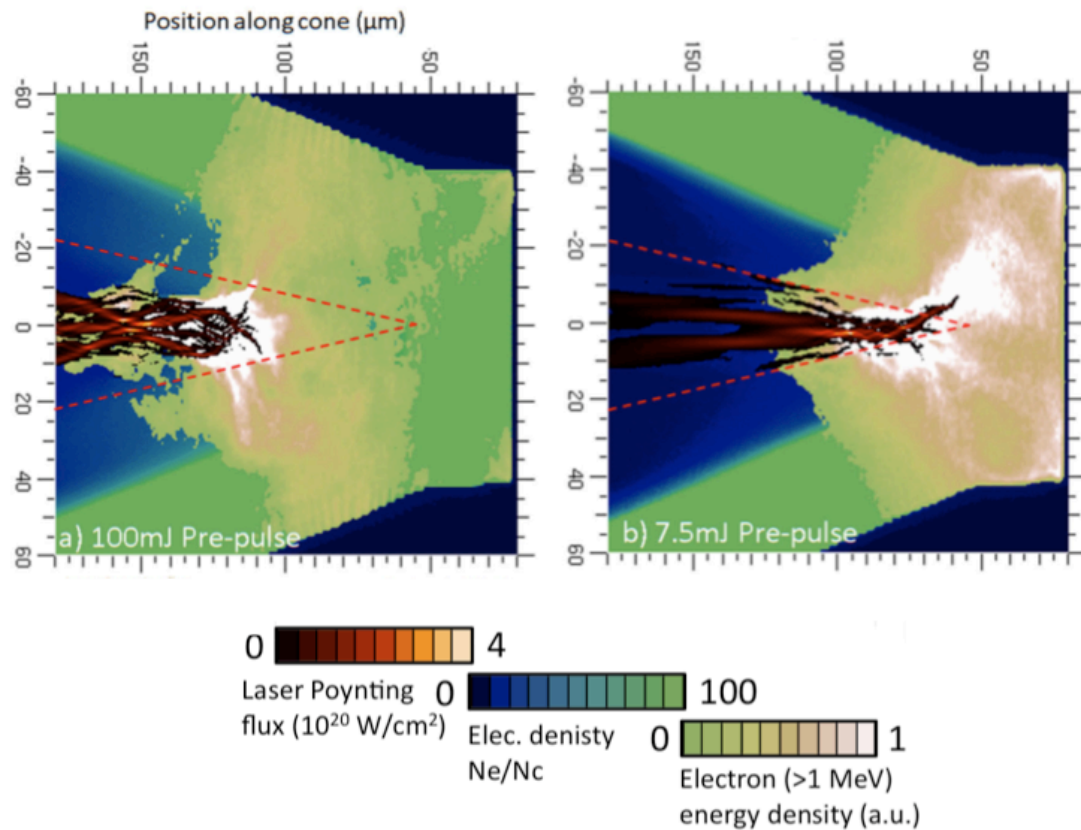 Position along cone (μm)
150 100 -50 150 100 -50
-60 -60
-40 -40
-20 -20
0 0
20 20
40 40
60 60
a) 100mJ Pre-pulse b) 7.5mJ Pre-pulse
0 4
Laser Poynting
flux (10²⁰ W/cm²)
0 100
Elec. denisty
Ne/Nc
0 1
Electron (>1 MeV)
energy density (a.u.)